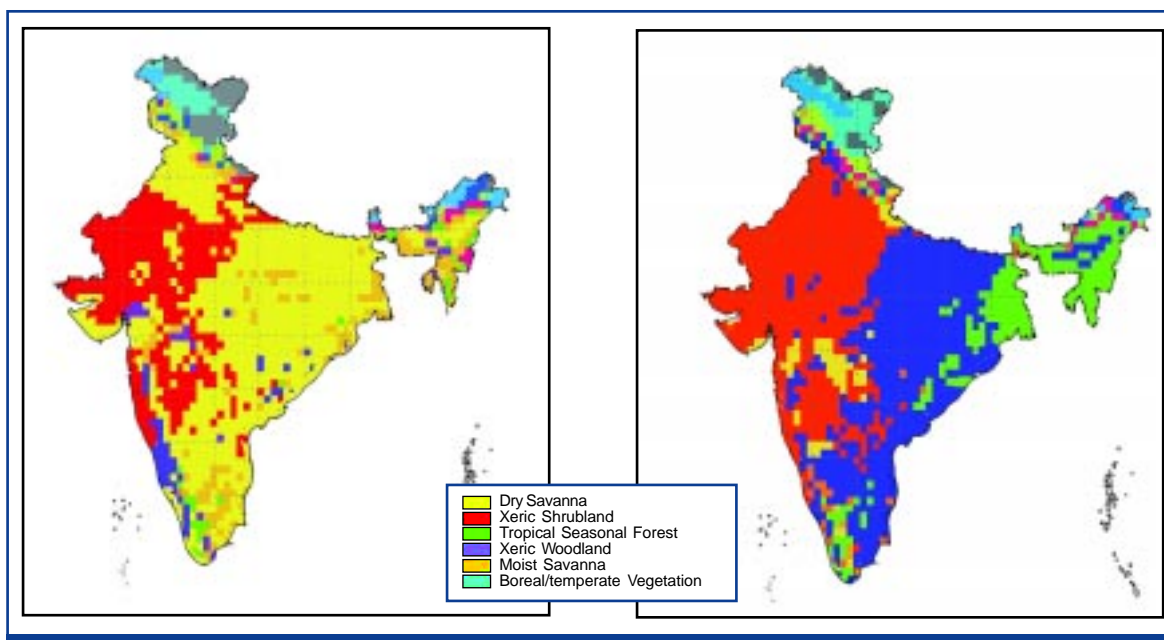 Dry Savanna
Xeric Shrubland
Tropical Seasonal Forest
Xeric Woodland
Moist Savanna
Boreal/temperate Vegetation